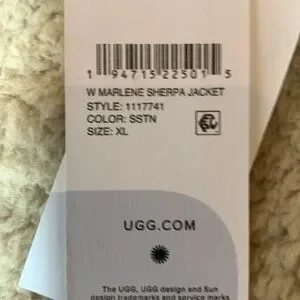 1 94715 22501 5
W MARLENE SHERPA JACKET
STYLE: 1117741
COLOR: SSTN
SIZE: XL
UGG.COM
The UGG, UGG design and Sun
design trademarks and service marks